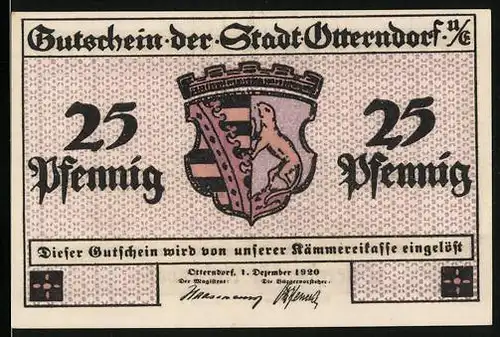 Gutschein · der · Stadt · Otterndorf · N/E
25 Pfennig
25 Pfennig
Dieser Gutschein wird von unserer Kämmereikasse eingelöst
Otterndorf, 1. Dezember 1920
Der Magistrat: Die Bürgervorsteher: